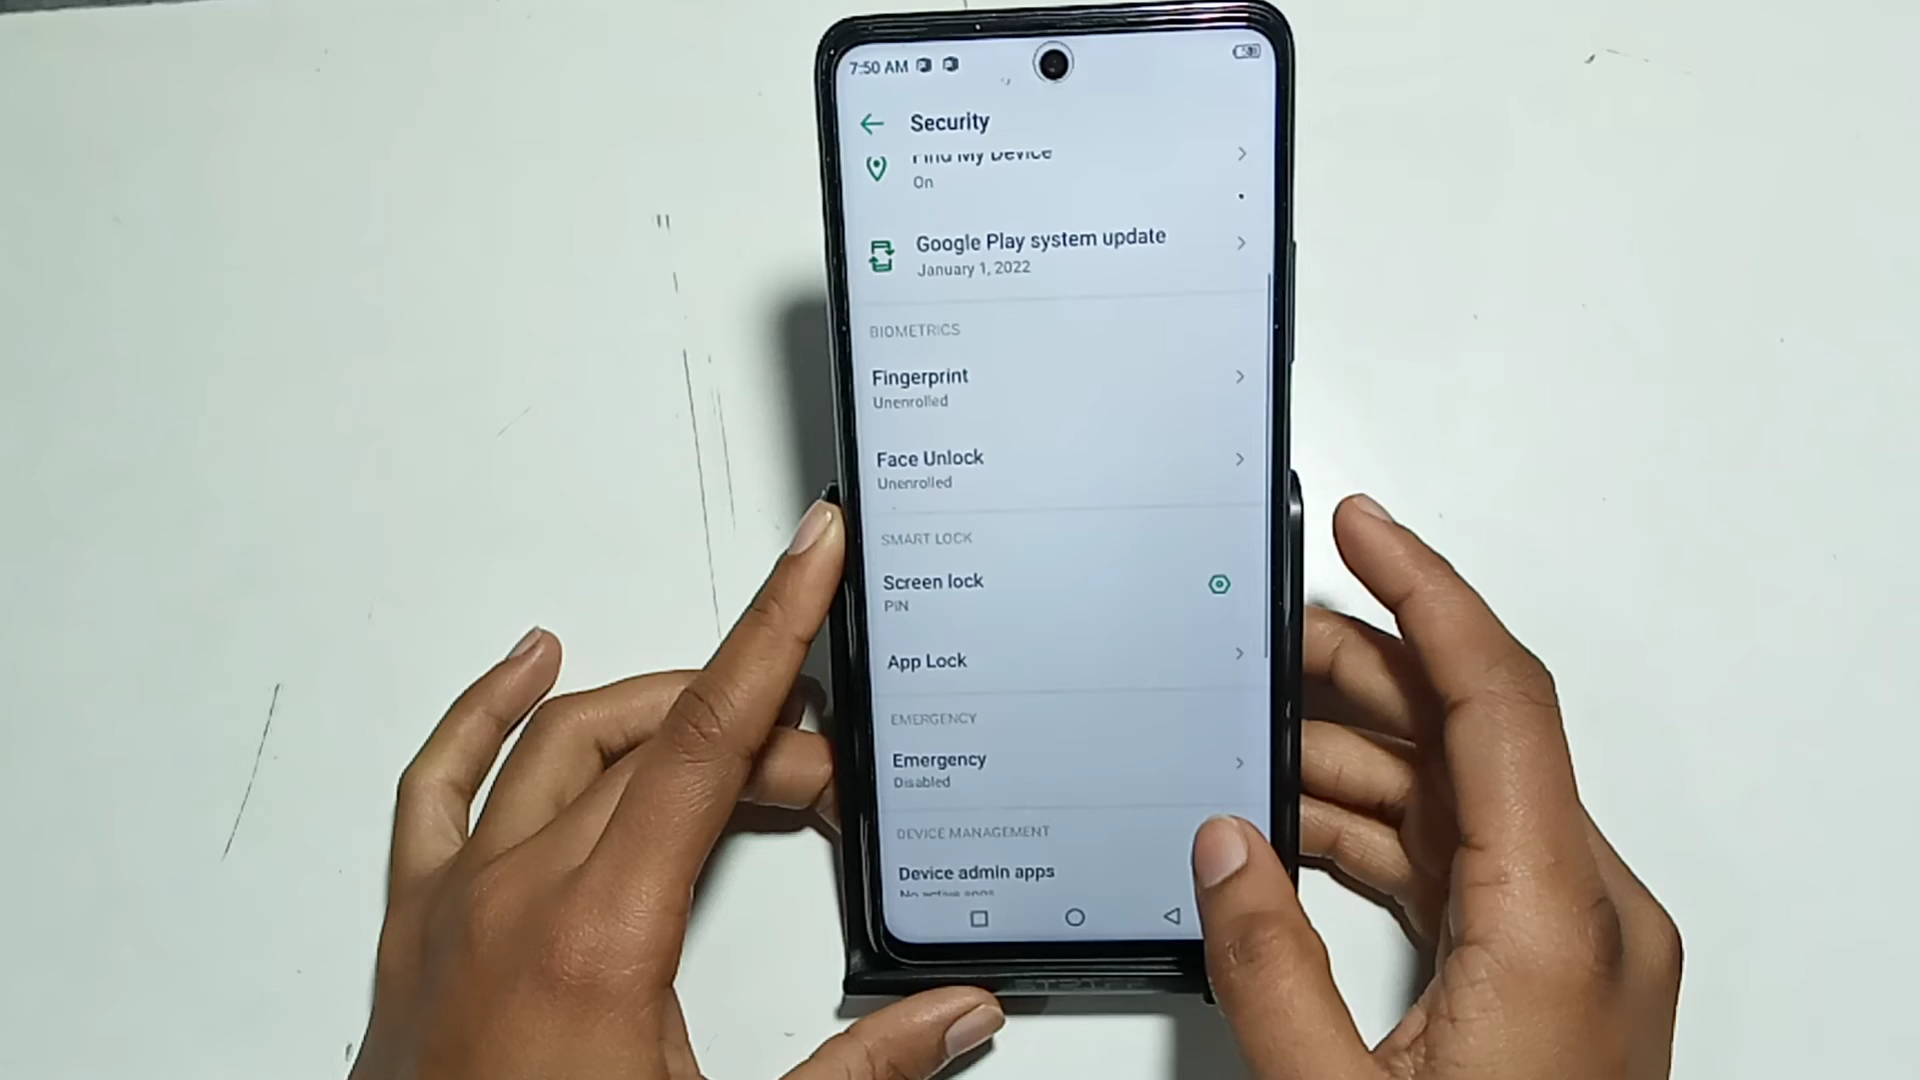 7:50 AM
Security
Find My Device
On
Google Play system update
January 1, 2022
BIOMETRICS
Fingerprint
Unenrolled
Face Unlock
Unenrolled
SMART LOCK
Screen lock
PIN
App Lock
EMERGENCY
Emergency
Disabled
DEVICE MANAGEMENT
Device admin apps
No active apps